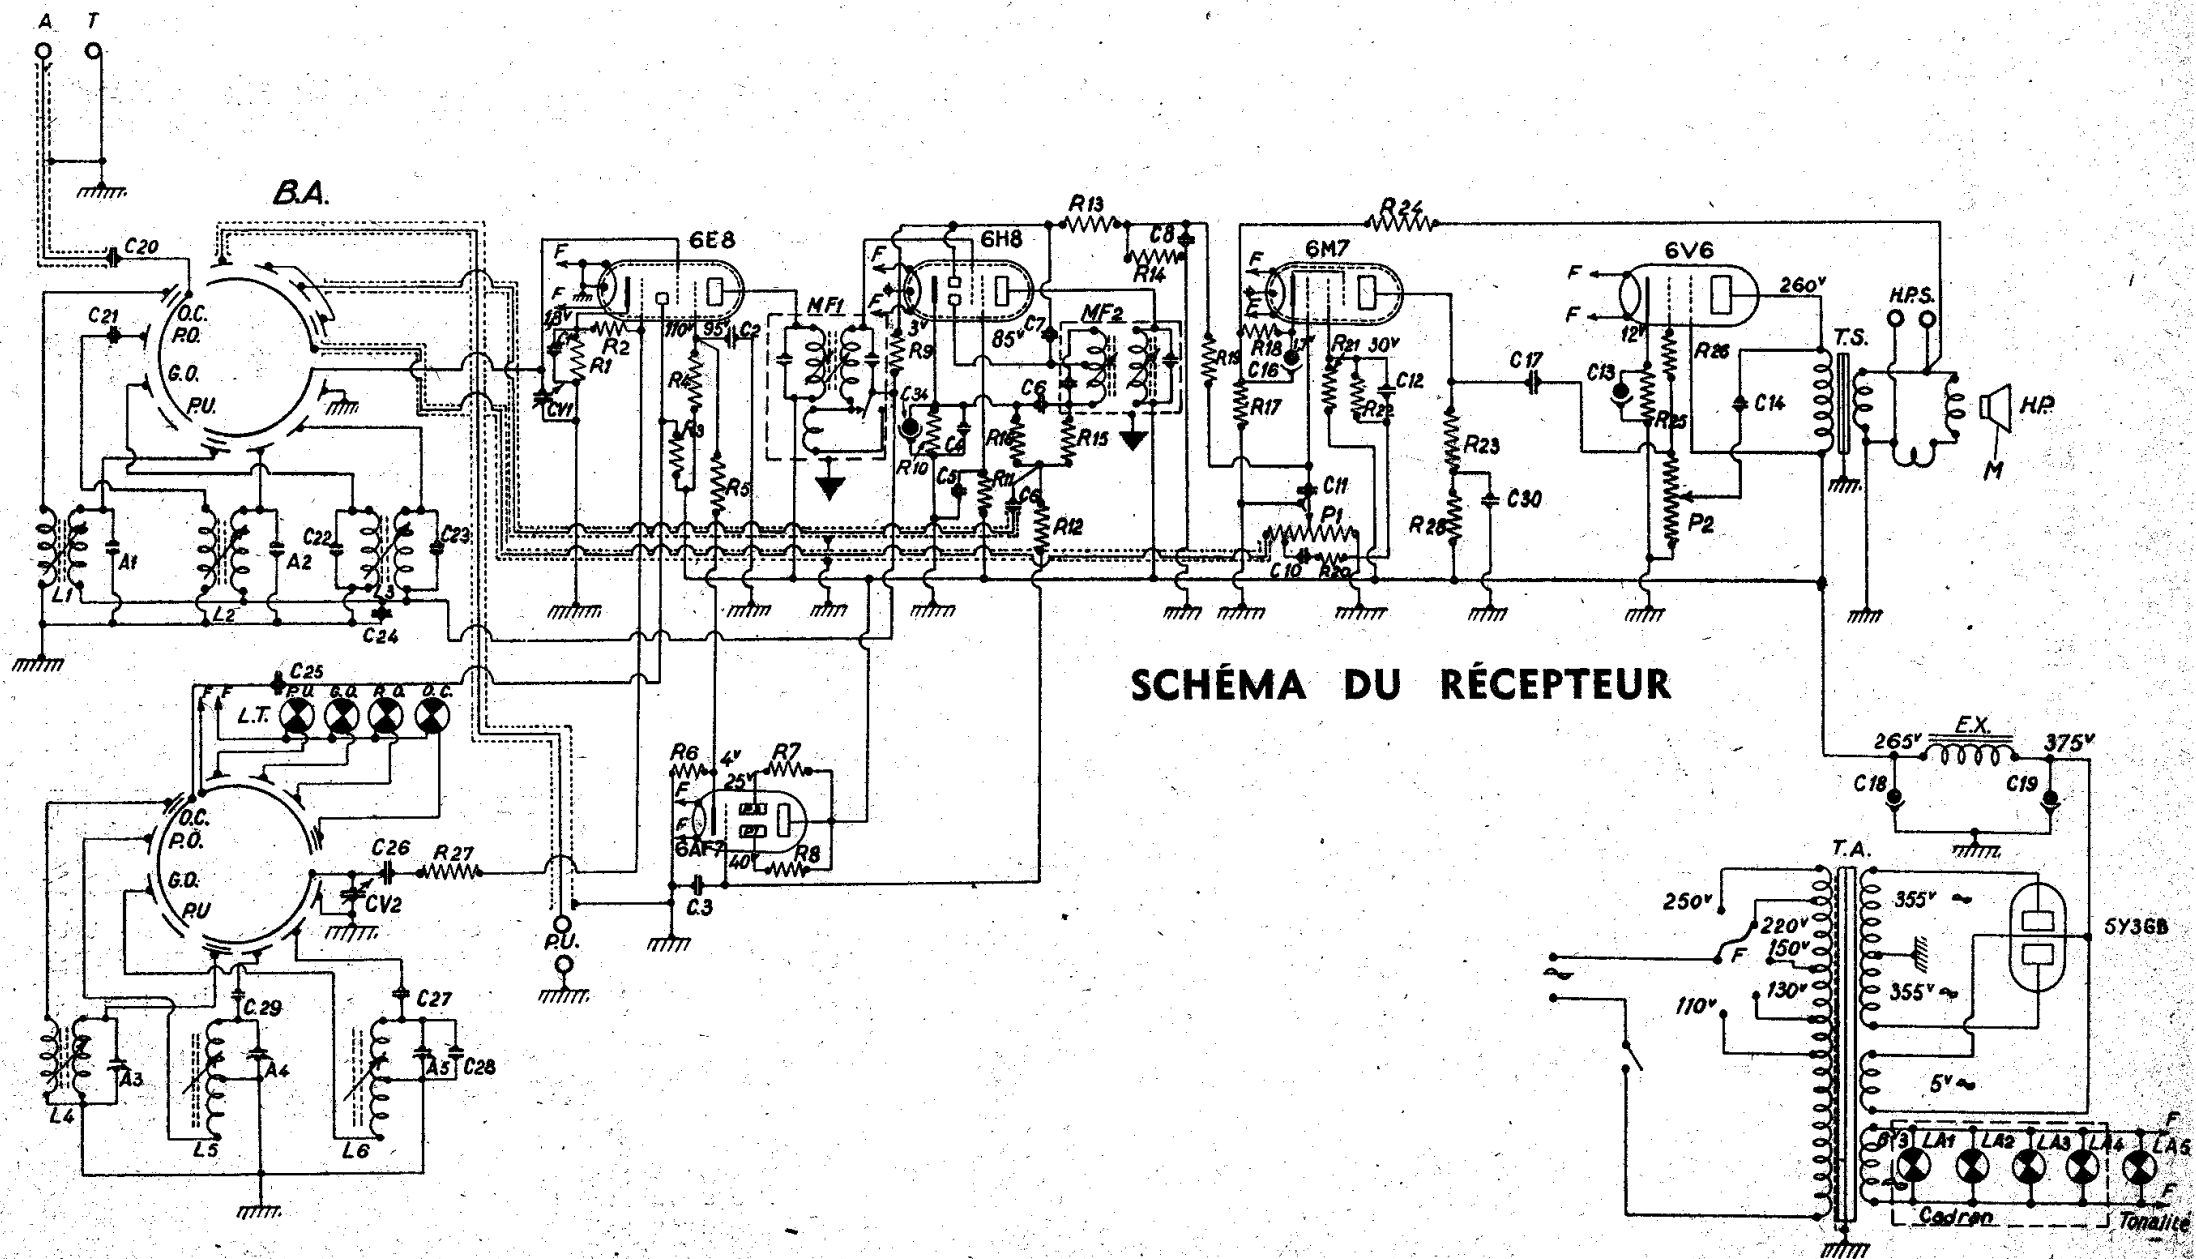 A T
B.A.
C20
O.C.
P.O.
G.O.
P.U.
C21
L1
A1
L2
A2
C22
L3
C23
C24
6E8
F
F
R2
R1
CV1
110v
95v
C2
R4
R3
R5
MF1
6H8
F
F
3v
R9
C34
R10
C4
C5
R11
R16
C6
C6
R12
R15
85v
C7
MF2
R13
C8
R14
6M7
F
R19
R18
C16
R17
R21
30v
R22
C12
C11
P1
C10
R20
R24
R23
R28
C30
C17
6V6
F
F
12v
C13
R25
R26
260v
C14
P2
T.S.
H.P.S.
H.P.
M
SCHÉMA DU RÉCEPTEUR
C25
F F
P.U. G.O. P.O. O.C.
L.T.
O.C.
P.O.
G.O.
P.U
C26
R27
CV2
C27
C.29
L4
A3
L5
A4
L6
A5
C28
P.U.
R6
4v
R7
25v
F
F
6AF7
40v
R8
C.3
265v
E.X.
375v
C18
C19
T.A.
250v
220v
F
150v
130v
110v
355v
355v
5v
5Y3GB
6V3
LA1
LA2
LA3
LA4
LA5
F
F
Cadran
Tonalité